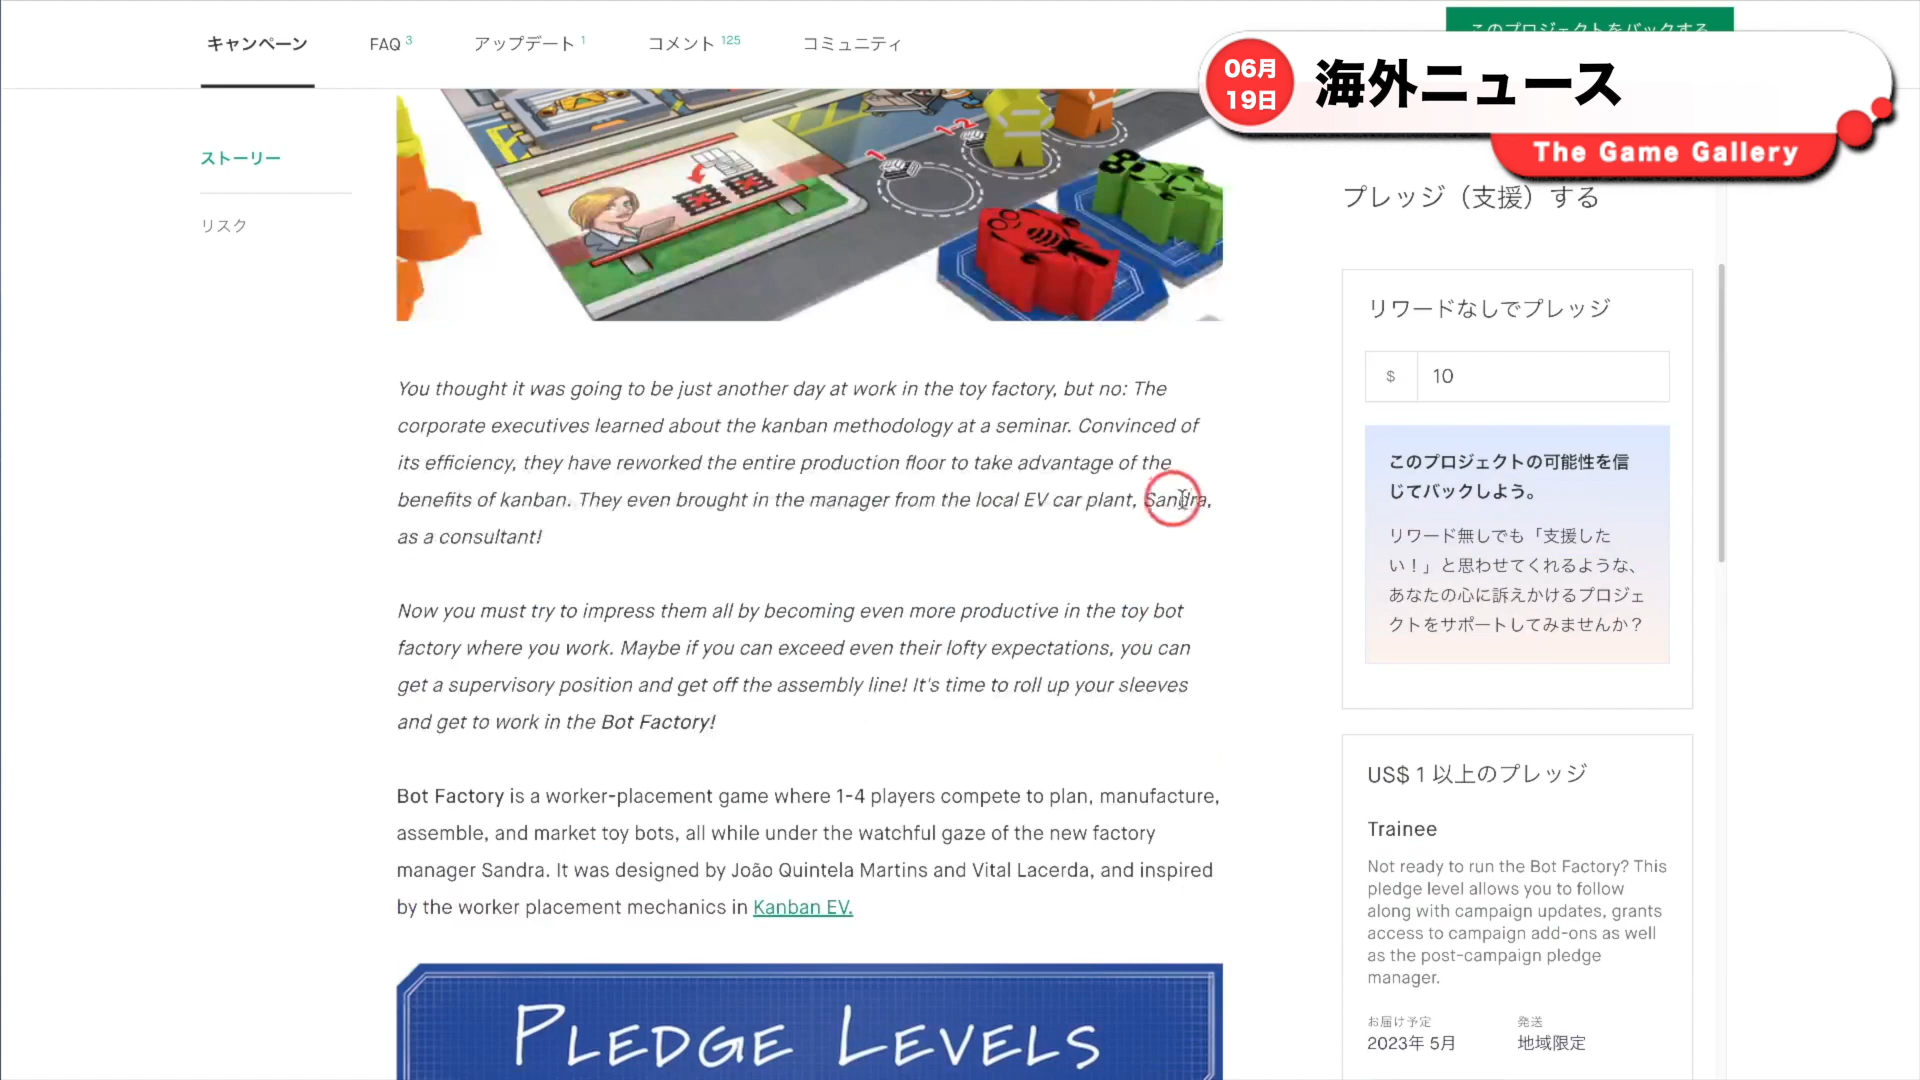 キャンペーン
FAQ 3
アップデート 1
コメント 125
コミュニティ
このプロジェクトをバックする
06月
19日
海外ニュース
The Game Gallery
ストーリー
リスク
1
1-2
プレッジ（支援）する
リワードなしでプレッジ
$ 10
このプロジェクトの可能性を信
じてバックしよう。
リワード無しでも「支援した
い！」と思わせてくれるような、
あなたの心に訴えかけるプロジェ
クトをサポートしてみませんか？
You thought it was going to be just another day at work in the toy factory, but no: The
corporate executives learned about the kanban methodology at a seminar. Convinced of
its efficiency, they have reworked the entire production floor to take advantage of the
benefits of kanban. They even brought in the manager from the local EV car plant, Sandra,
as a consultant!
Now you must try to impress them all by becoming even more productive in the toy bot
factory where you work. Maybe if you can exceed even their lofty expectations, you can
get a supervisory position and get off the assembly line! It's time to roll up your sleeves
and get to work in the Bot Factory!
Bot Factory is a worker-placement game where 1-4 players compete to plan, manufacture,
assemble, and market toy bots, all while under the watchful gaze of the new factory
manager Sandra. It was designed by João Quintela Martins and Vital Lacerda, and inspired
by the worker placement mechanics in Kanban EV.
PLEDGE LEVELS
US$ 1 以上のプレッジ
Trainee
Not ready to run the Bot Factory? This
pledge level allows you to follow
along with campaign updates, grants
access to campaign add-ons as well
as the post-campaign pledge
manager.
お届け予定
2023年 5月
発送
地域限定